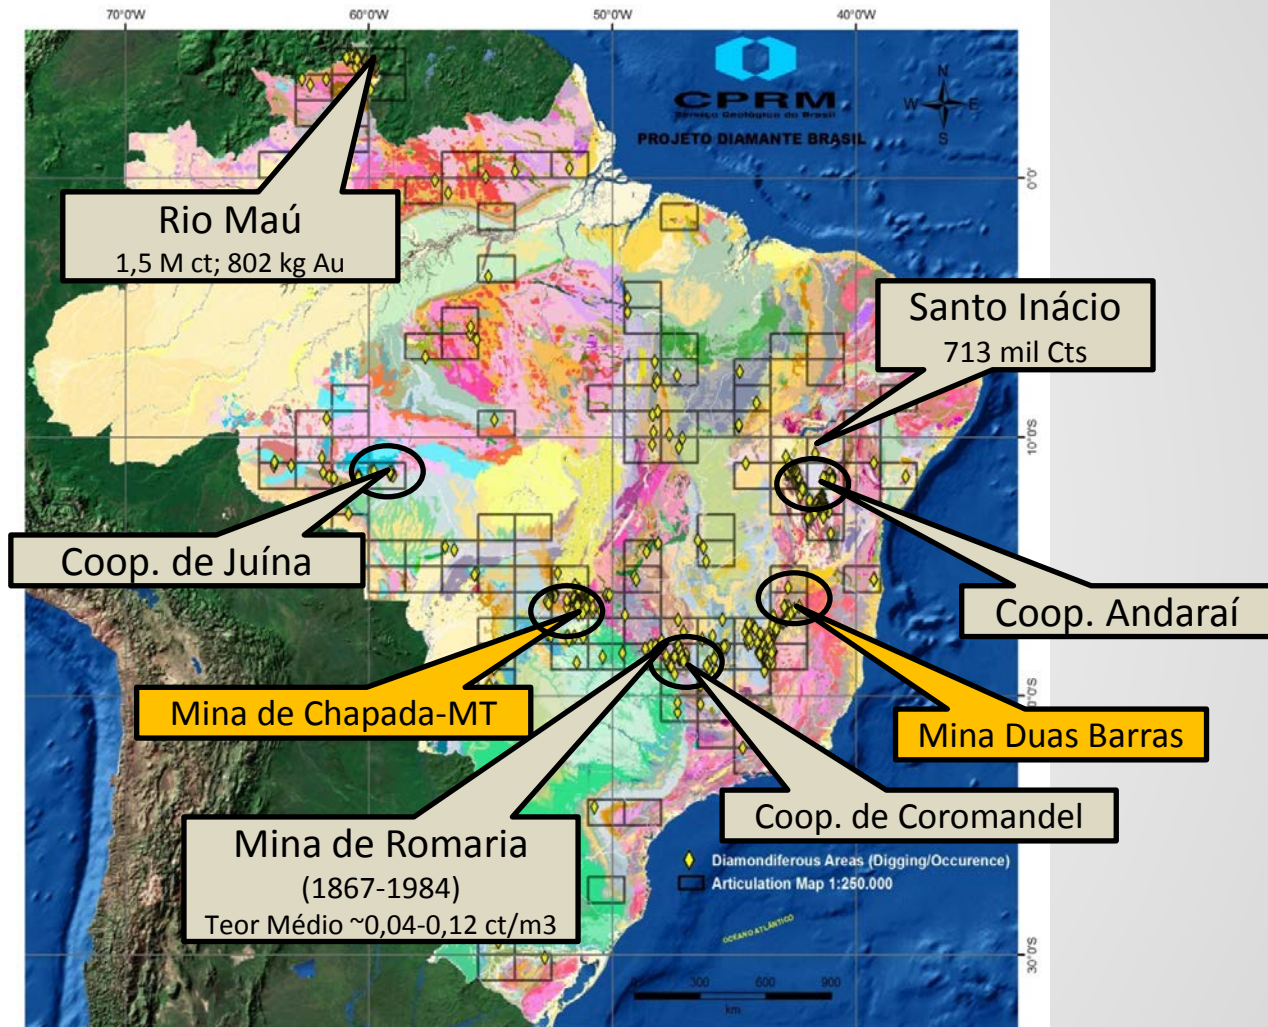 70°0'W
60°0'W
50°0'W
40°0'W
CPRM
Serviço Geológico do Brasil
PROJETO DIAMANTE BRASIL
N
W
E
S
0°0'
Rio Maú
1,5 M ct; 802 kg Au
Santo Inácio
713 mil Cts
10°0'S
Coop. de Juína
Coop. Andaraí
Mina de Chapada-MT
0°0'S
Mina Duas Barras
Coop. de Coromandel
Mina de Romaria
(1867-1984)
Teor Médio ~0,04-0,12 ct/m3
Diamondiferous Areas (Digging/Occurence)
Articulation Map 1:250.000
OCEANO ATLÂNTICO
30°0'S
0
300
600
900
km